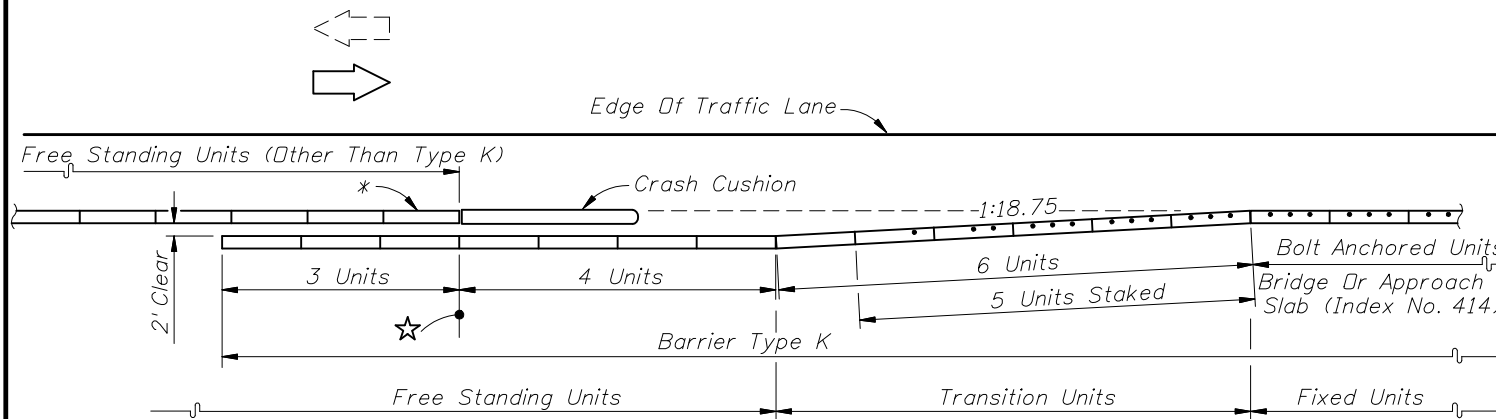 Edge Of Traffic Lane
Free Standing Units (Other Than Type K)
*
Crash Cushion
1:18.75
2' Clear
3 Units
4 Units
6 Units
5 Units Staked
Bolt Anchored Units
Bridge Or Approach
Slab (Index No. 414)
Barrier Type K
Free Standing Units
Transition Units
Fixed Units